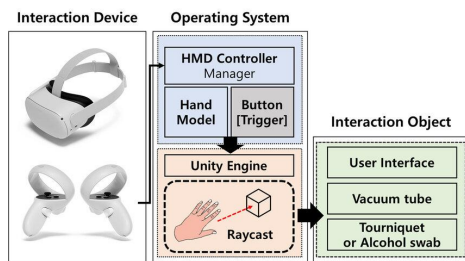 Interaction Device
Operating System
HMD Controller
Manager
Hand
Model
Button
[Trigger]
Unity Engine
Raycast
Interaction Object
User Interface
Vacuum tube
Tourniquet
or Alcohol swab